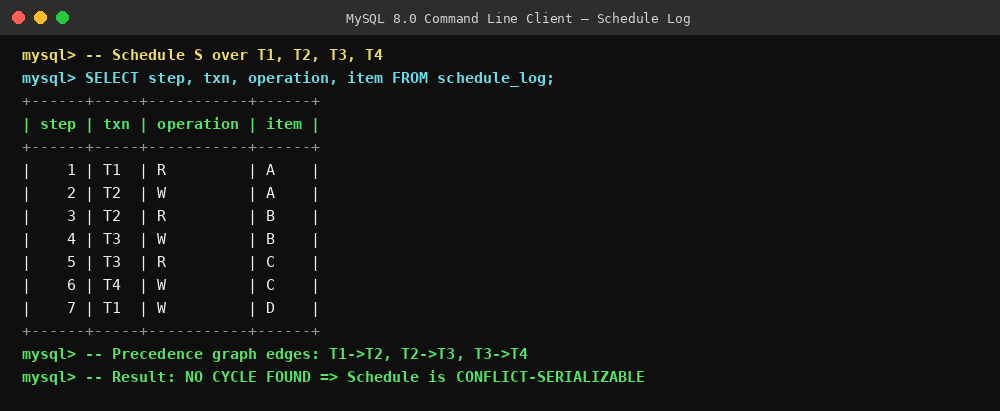 MySQL 8.0 Command Line Client — Schedule Log
mysql> -- Schedule S over T1, T2, T3, T4
mysql> SELECT step, txn, operation, item FROM schedule_log;
+------+-----+-----------+------+
| step | txn | operation | item |
+------+-----+-----------+------+
|    1 | T1  | R         | A    |
|    2 | T2  | W         | A    |
|    3 | T2  | R         | B    |
|    4 | T3  | W         | B    |
|    5 | T3  | R         | C    |
|    6 | T4  | W         | C    |
|    7 | T1  | W         | D    |
+------+-----+-----------+------+
mysql> -- Precedence graph edges: T1->T2, T2->T3, T3->T4
mysql> -- Result: NO CYCLE FOUND => Schedule is CONFLICT-SERIALIZABLE